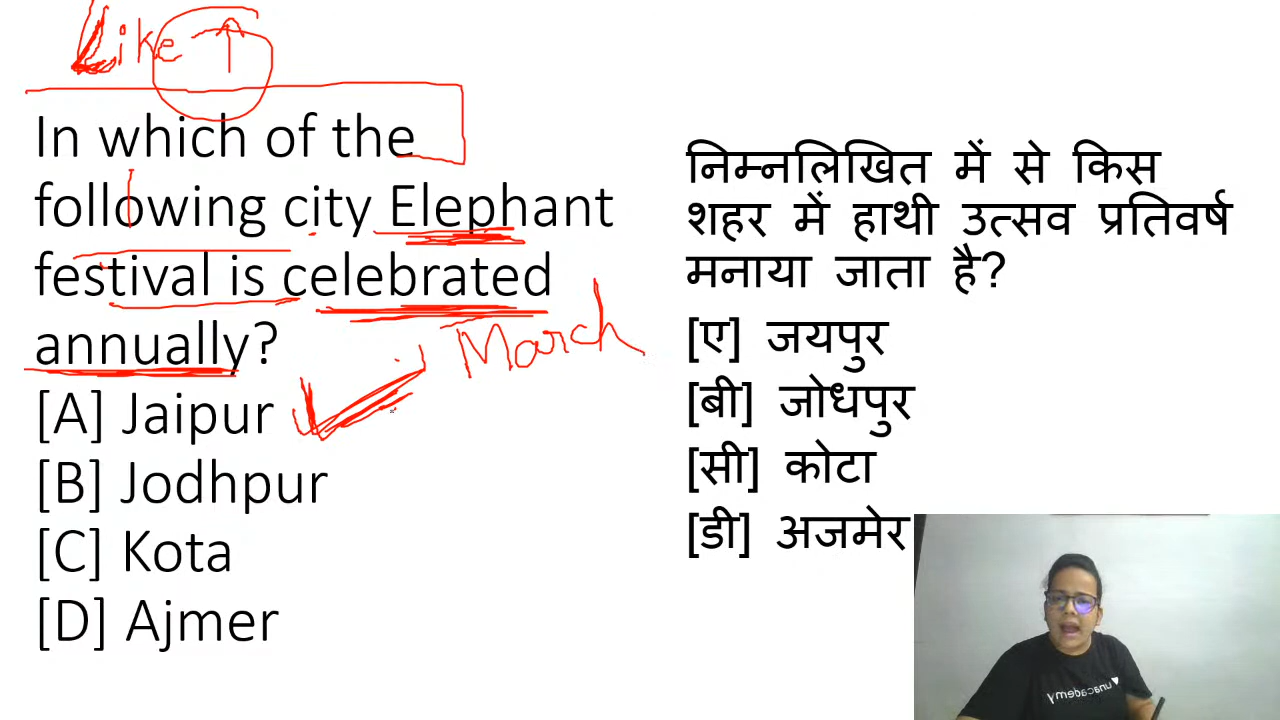 Like ↑
In which of the
following city Elephant
festival is celebrated
annually?
March
[A] Jaipur
[B] Jodhpur
[C] Kota
[D] Ajmer
निम्नलिखित में से किस
शहर में हाथी उत्सव प्रतिवर्ष
मनाया जाता है?
[ए] जयपुर
[बी] जोधपुर
[सी] कोटा
[डी] अजमेर
unacademy